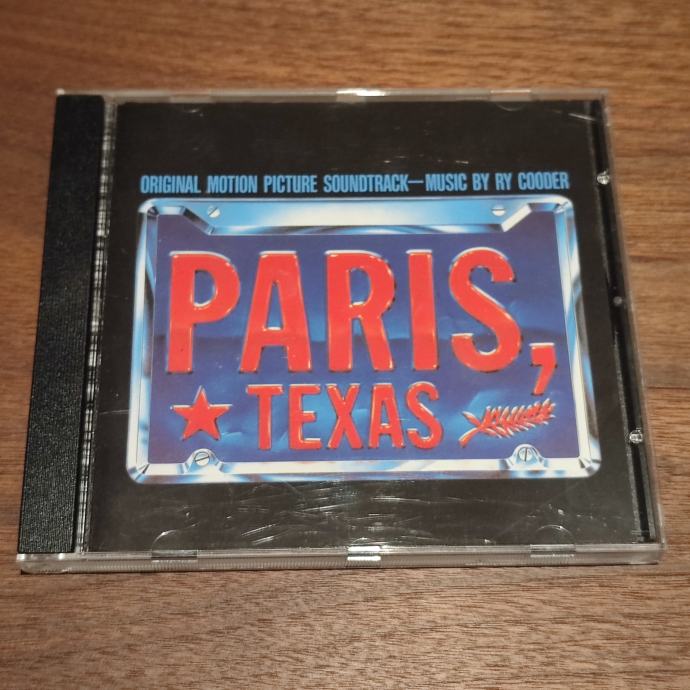 ORIGINAL MOTION PICTURE SOUNDTRACK—MUSIC BY RY COODER
PARIS,
TEXAS